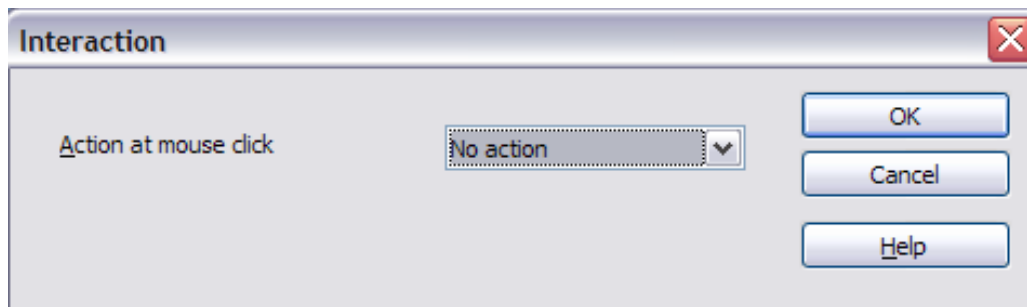 Interaction
Action at mouse click
No action
OK
Cancel
Help